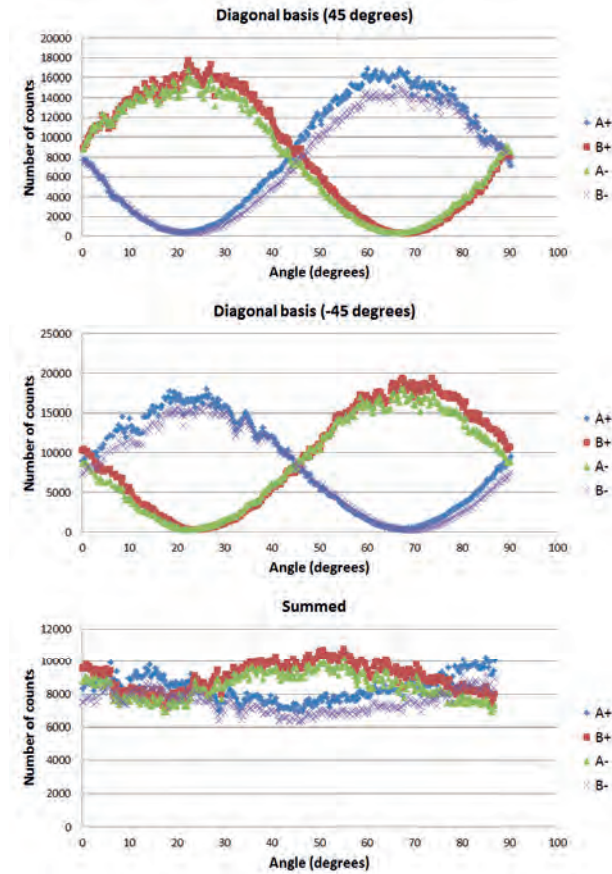 Diagonal basis (45 degrees)
20000
18000
16000
14000
12000
10000
8000
6000
4000
2000
0
Number of counts
0 10 20 30 40 50 60 70 80 90 100
Angle (degrees)
A+
B+
A-
B-
Diagonal basis (-45 degrees)
25000
20000
15000
10000
5000
0
Number of counts
0 10 20 30 40 50 60 70 80 90 100
Angle (degrees)
A+
B+
A-
B-
Summed
12000
10000
8000
6000
4000
2000
0
Number of counts
0 10 20 30 40 50 60 70 80 90 100
Angle (degrees)
A+
B+
A-
B-